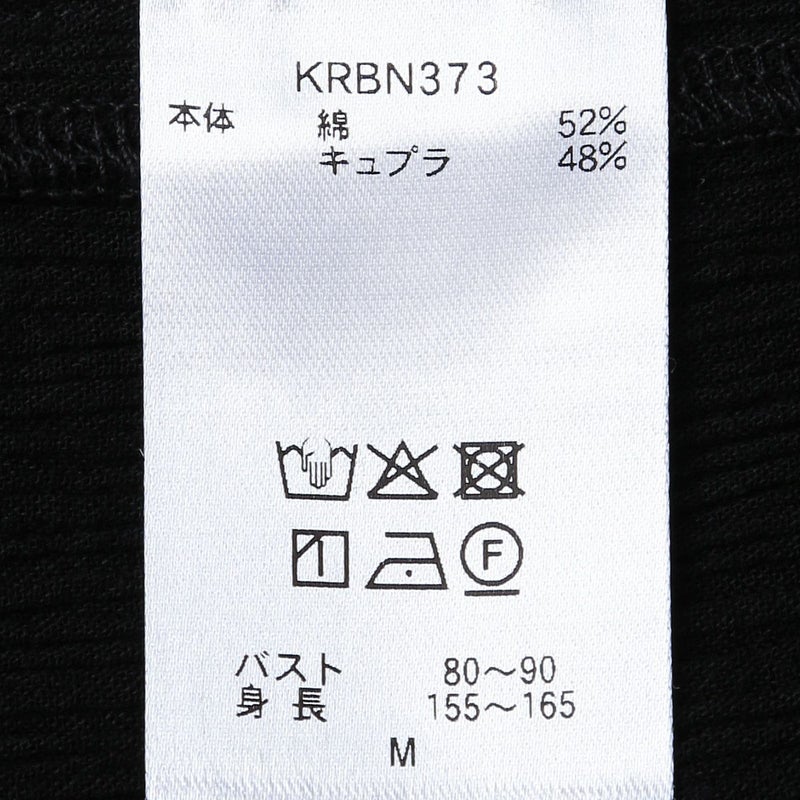 KRBN373
本体 綿 52%
キュプラ 48%
F
バスト 80〜90
身長 155〜165
M